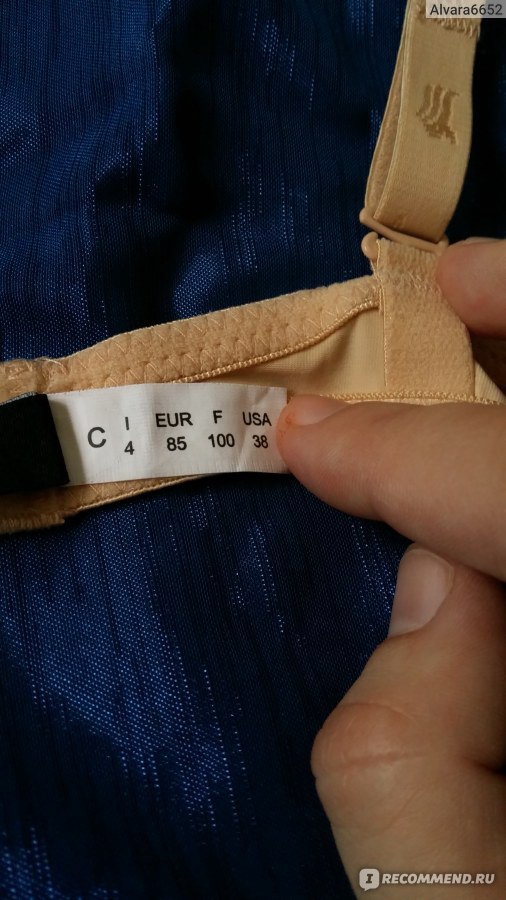 Alvara6652
C I EUR F USA
4 85 100 38
I RECOMMEND.RU